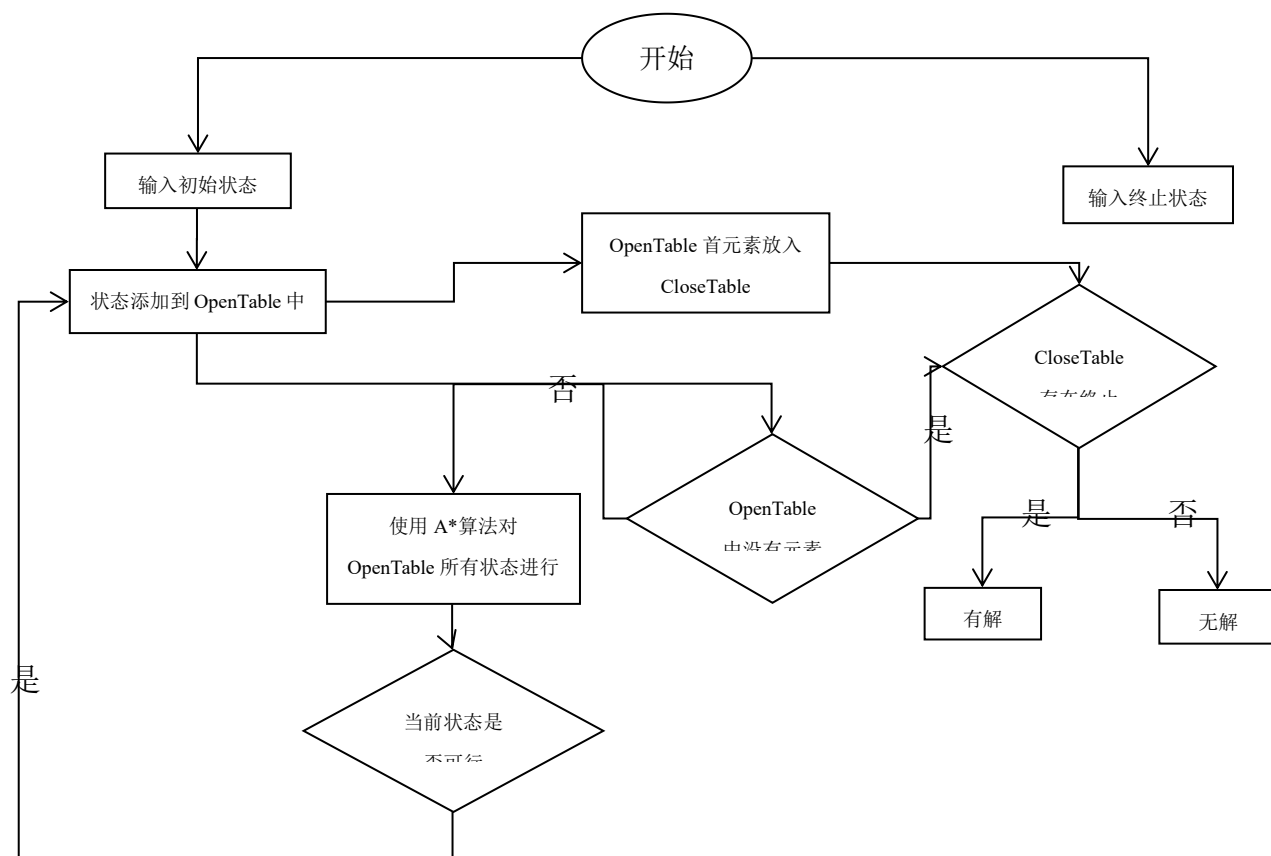 开始
输入初始状态
输入终止状态
OpenTable 首元素放入
CloseTable
状态添加到 OpenTable 中
CloseTable
否
是
OpenTable
使用 A*算法对
OpenTable 所有状态进行
是
否
有解
无解
是
当前状态是